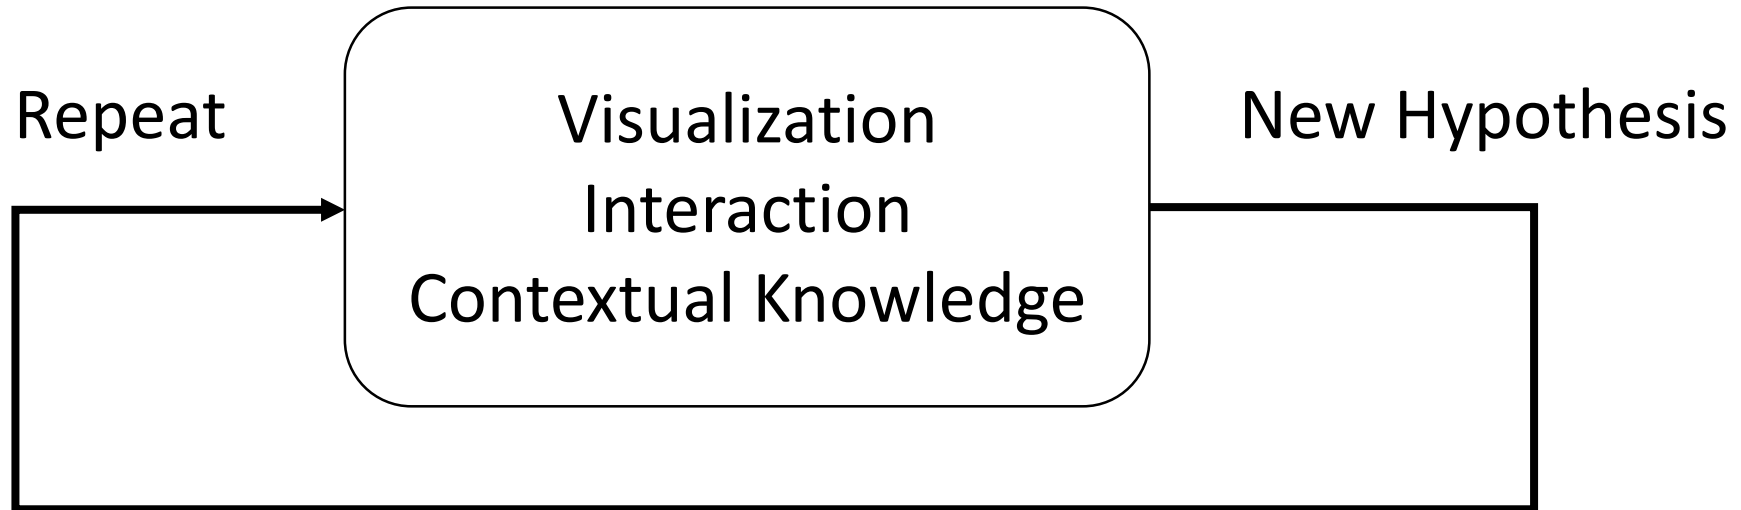 Repeat
Visualization
Interaction
Contextual Knowledge
New Hypothesis